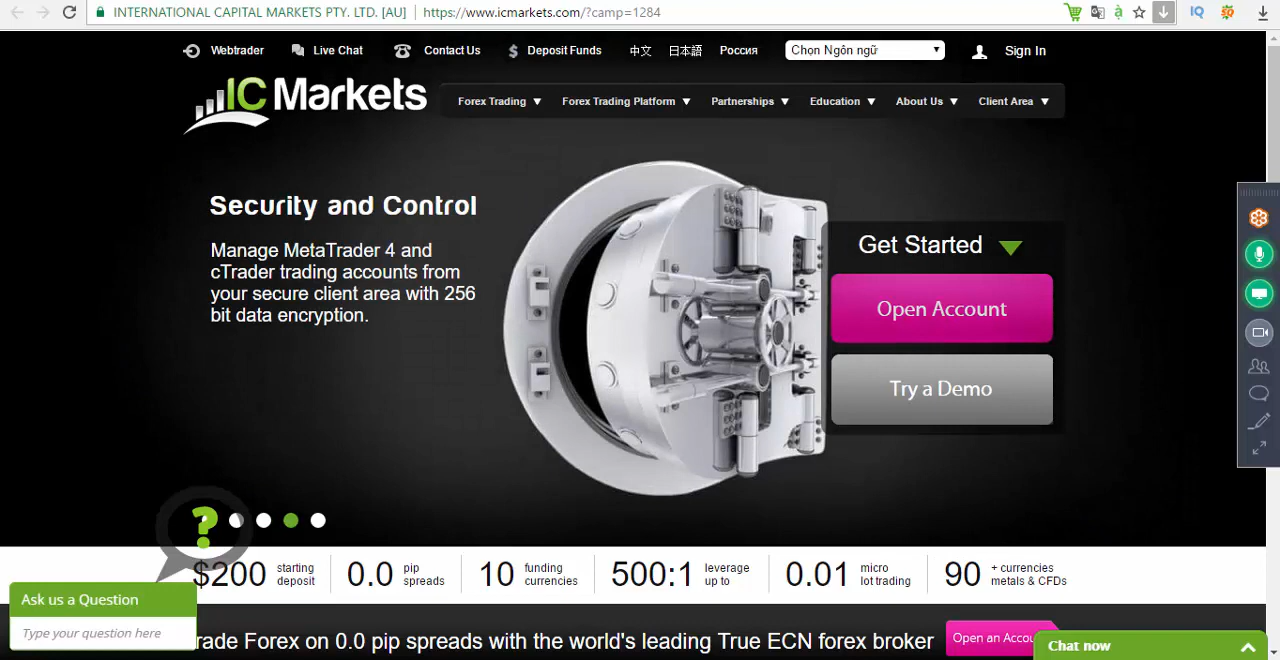 INTERNATIONAL CAPITAL MARKETS PTY. LTD. [AU] https://www.icmarkets.com/?camp=1284
Webtrader Live Chat Contact Us Deposit Funds 中文 日本語 Россия Chọn Ngôn ngữ Sign In
IC Markets
Forex Trading Forex Trading Platform Partnerships Education About Us Client Area
Security and Control
Manage MetaTrader 4 and
cTrader trading accounts from
your secure client area with 256
bit data encryption.
Get Started
Open Account
Try a Demo
?
$200 starting deposit
0.0 pip spreads
10 funding currencies
500:1 leverage up to
0.01 micro lot trading
90 + currencies metals & CFDs
Ask us a Question
Type your question here
rade Forex on 0.0 pip spreads with the world's leading True ECN forex broker
Open an Accou
Chat now